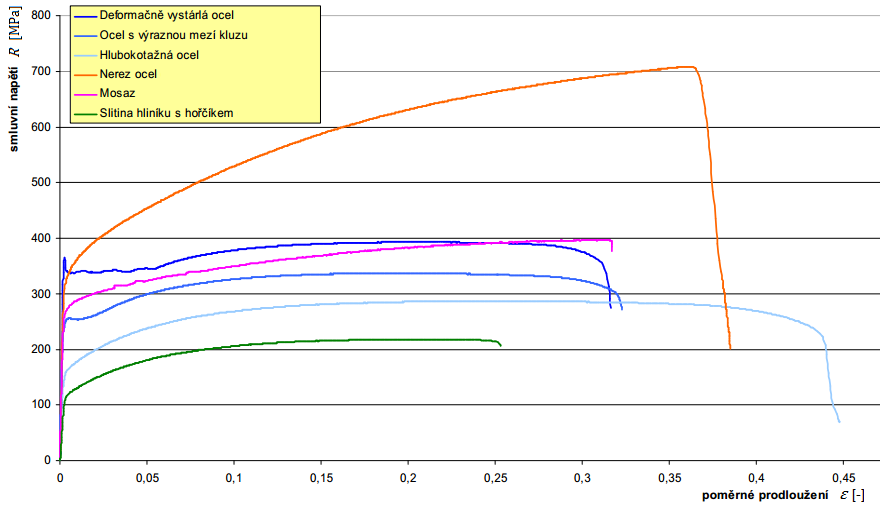 800
700
600
500
400
300
200
100
0
smluvní napětí R [MPa]
Deformačně vystárlá ocel
Ocel s výraznou mezí kluzu
Hlubokotažná ocel
Nerez ocel
Mosaz
Slitina hliníku s hořčíkem
0 0,05 0,1 0,15 0,2 0,25 0,3 0,35 0,4 0,45
poměrné prodloužení ε [-]